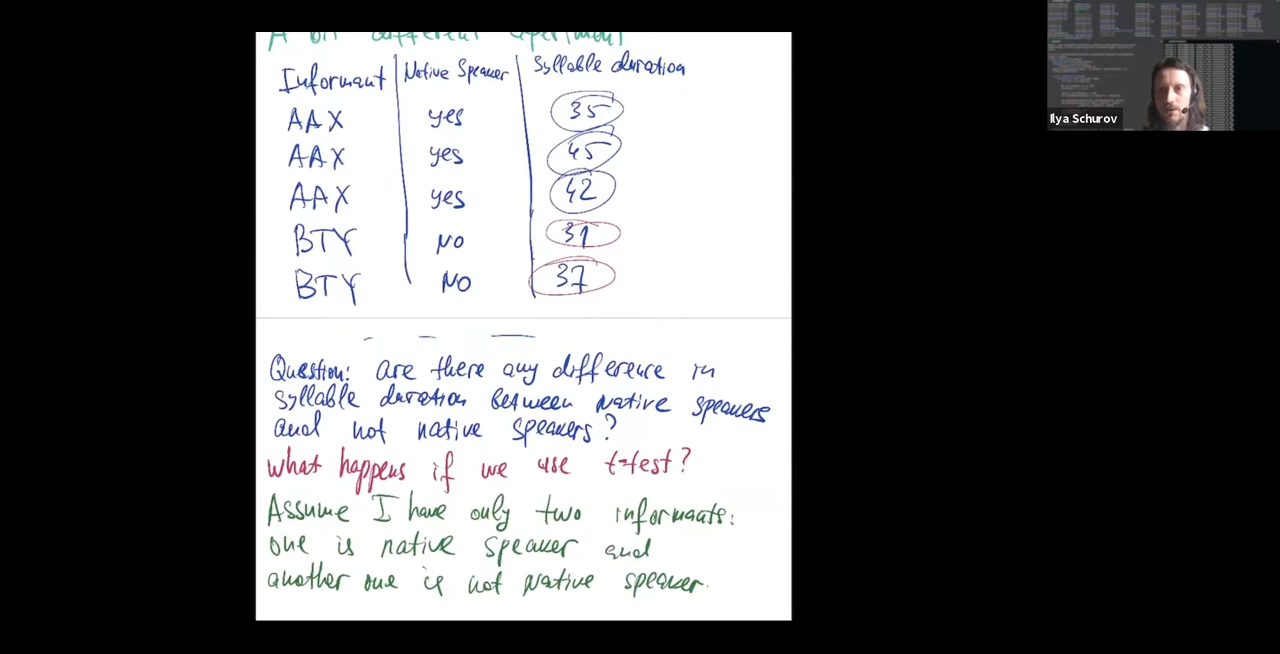 A bit different experiment
Informant Native Speaker Syllable duration
AAX yes 35
AAX yes 45
AAX yes 42
BTY NO 31
BTY NO 37
Question: are there any difference in
syllable duration between native speakers
and not native speakers?
what happens if we use t-test?
Assume I have only two informants:
one is native speaker and
another one is not native speaker.
Ilya Schurov